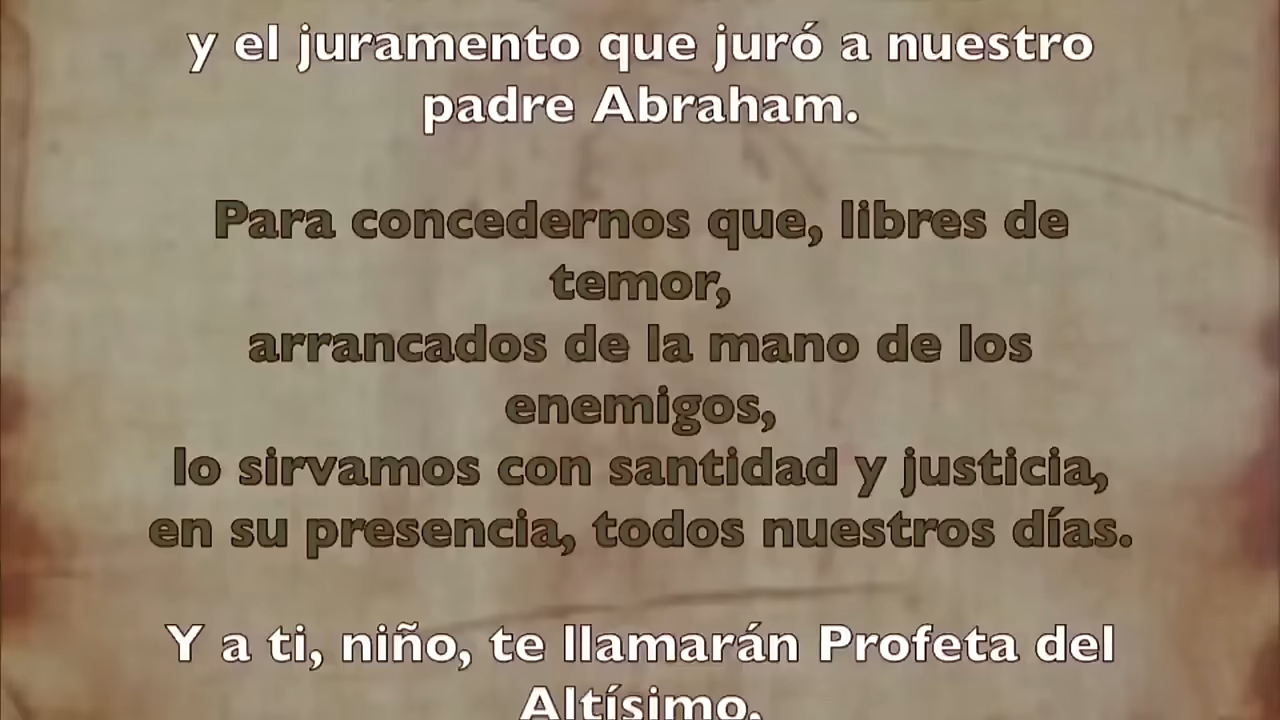 y el juramento que juró a nuestro
padre Abraham.
Para concedernos que, libres de
temor,
arrancados de la mano de los
enemigos,
lo sirvamos con santidad y justicia,
en su presencia, todos nuestros días.
Y a ti, niño, te llamarán Profeta del
Altísimo.